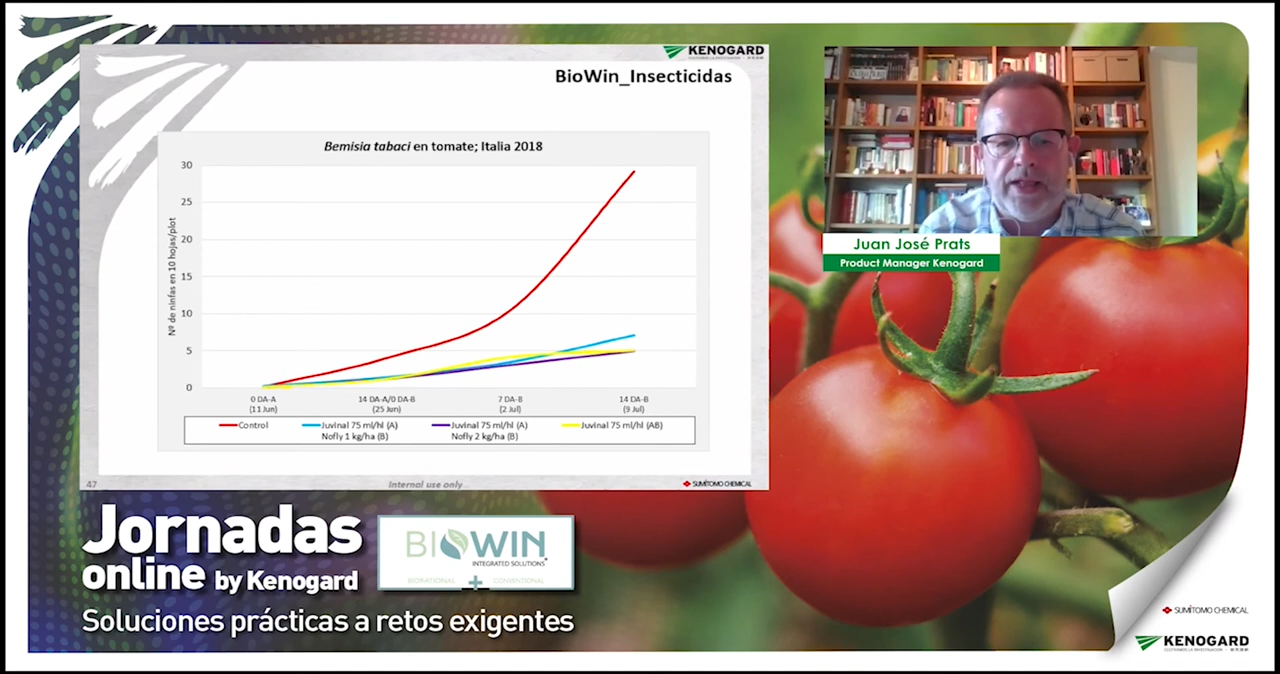 KENOGARD
BioWin_Insecticidas
Bemisia tabaci en tomate; Italia 2018
Nº de ninfas en 10 hojas/plot
30
25
20
15
10
5
0
0 DA-A
(11 Jun)
14 DA-A/0 DA-B
(25 Jun)
7 DA-B
(2 Jul)
14 DA-B
(9 Jul)
Control
Juvinal 75 ml/hl (A)
Nofly 1 kg/ha (B)
Juvinal 75 ml/hl (A)
Nofly 2 kg/ha (B)
Juvinal 75 ml/hl (AB)
47
Internal use only
SUMITOMO CHEMICAL
Juan José Prats
Product Manager Kenogard
Jornadas
online by Kenogard
BIOWIN
INTEGRATED SOLUTIONS
BIORATIONAL + CONVENTIONAL
Soluciones prácticas a retos exigentes
SUMITOMO CHEMICAL
KENOGARD